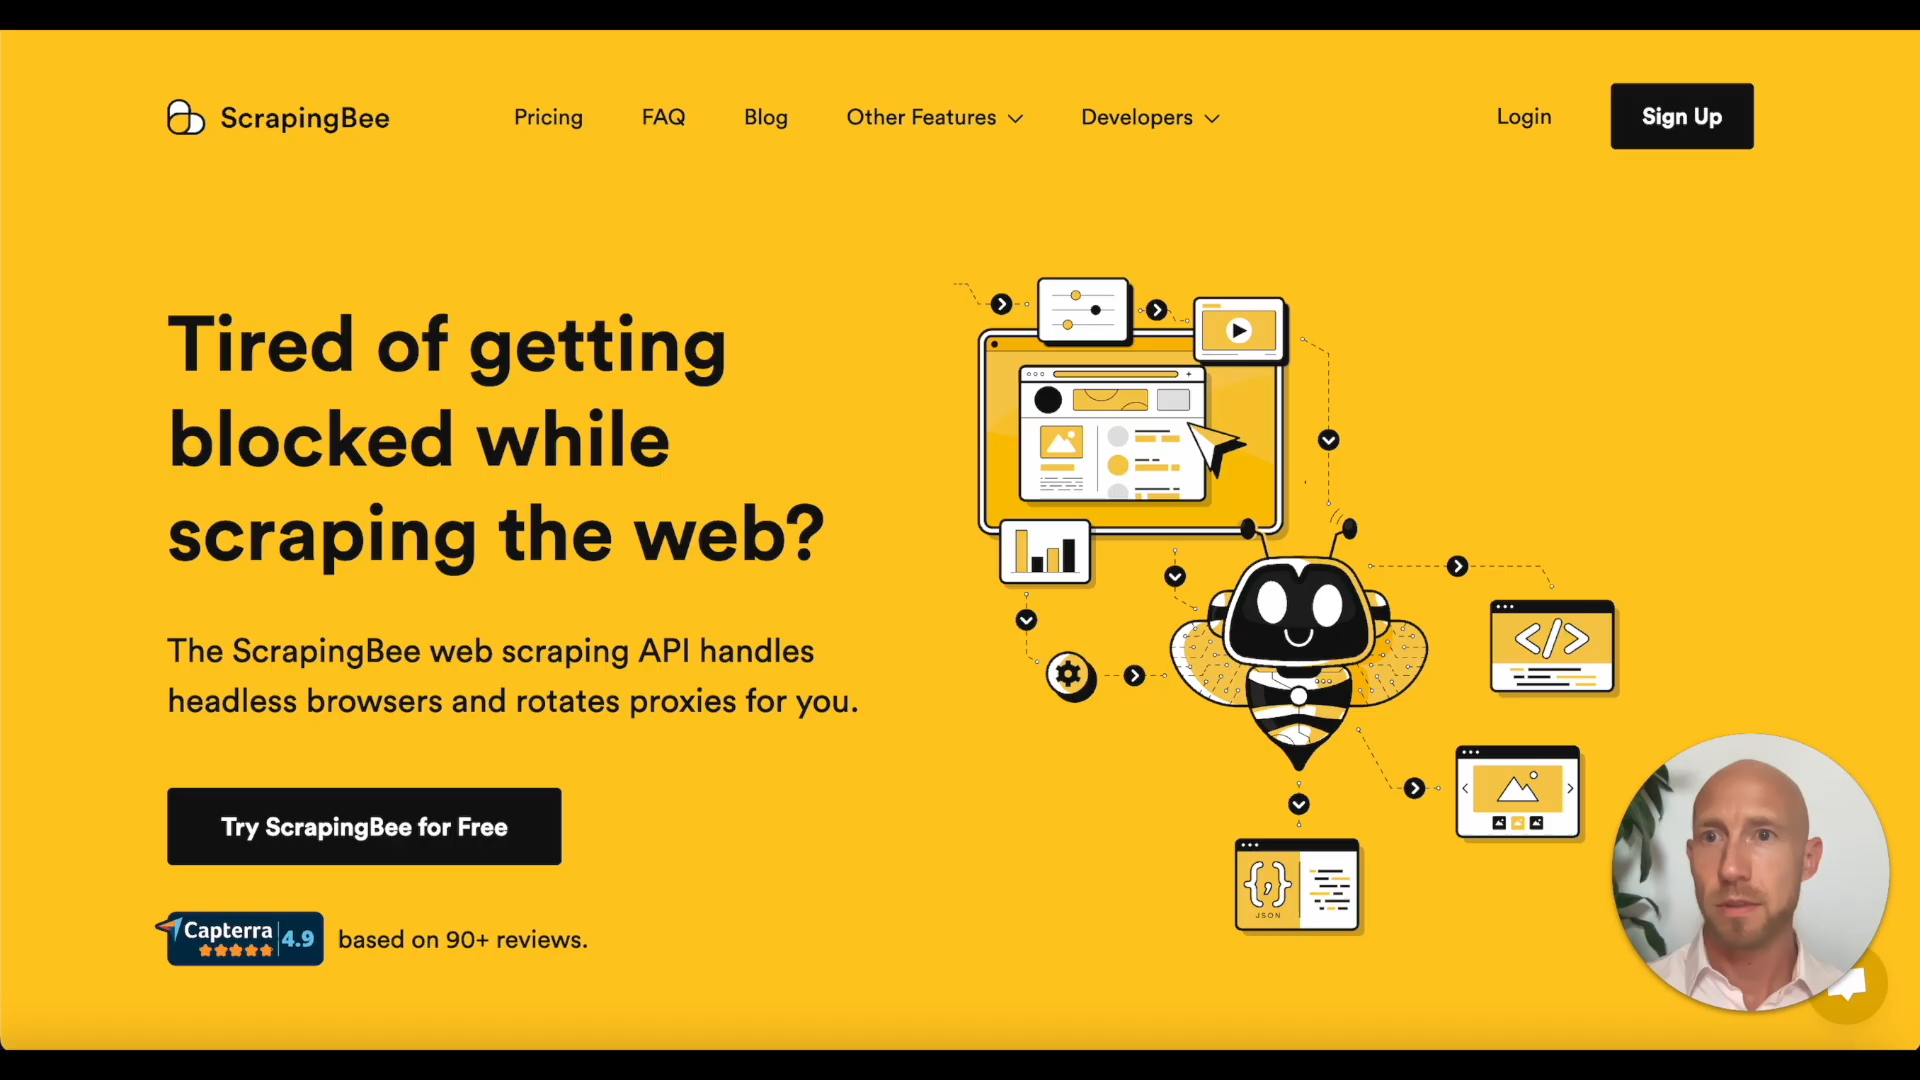 ScrapingBee
Pricing
FAQ
Blog
Other Features
Developers
Login
Sign Up
Tired of getting
blocked while
scraping the web?
The ScrapingBee web scraping API handles
headless browsers and rotates proxies for you.
Try ScrapingBee for Free
Capterra 4.9
based on 90+ reviews.
</>
{,}
JSON